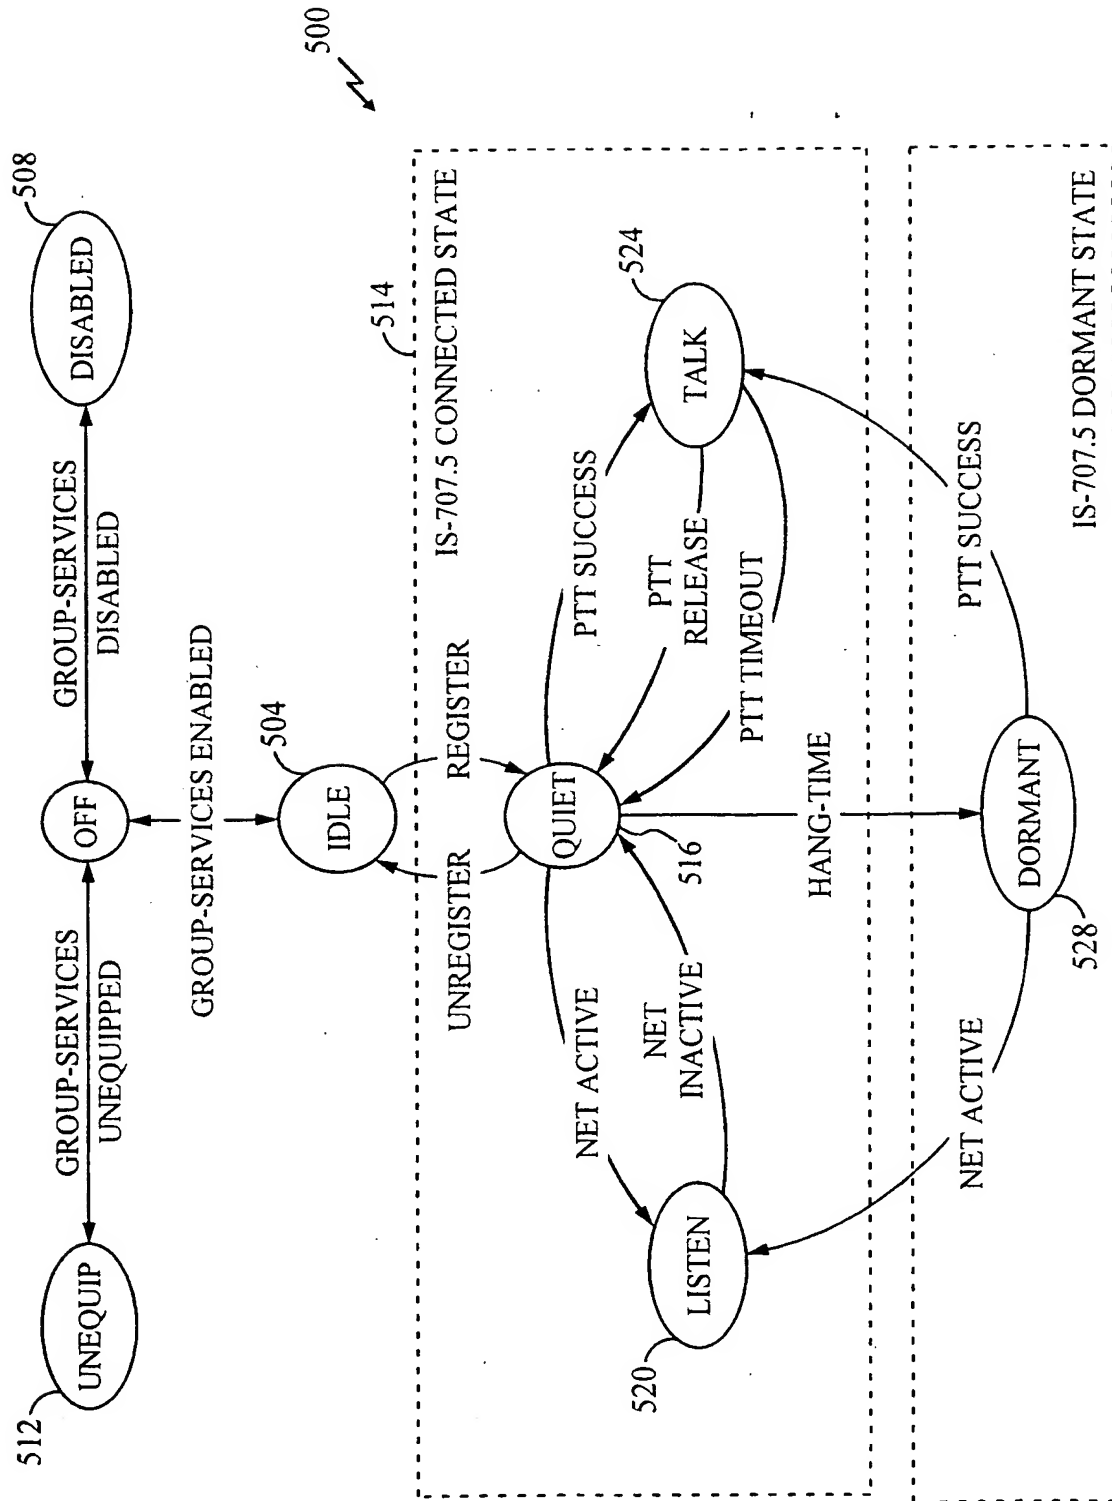 500
508
DISABLED
GROUP-SERVICES
DISABLED
OFF
GROUP-SERVICES
UNEQUIPPED
UNEQUIP
512
GROUP-SERVICES ENABLED
504
IDLE
REGISTER
UNREGISTER
514
IS-707.5 CONNECTED STATE
QUIET
516
PTT SUCCESS
524
TALK
PTT
RELEASE
PTT TIMEOUT
NET ACTIVE
NET
INACTIVE
LISTEN
520
HANG-TIME
PTT SUCCESS
NET ACTIVE
DORMANT
528
IS-707.5 DORMANT STATE